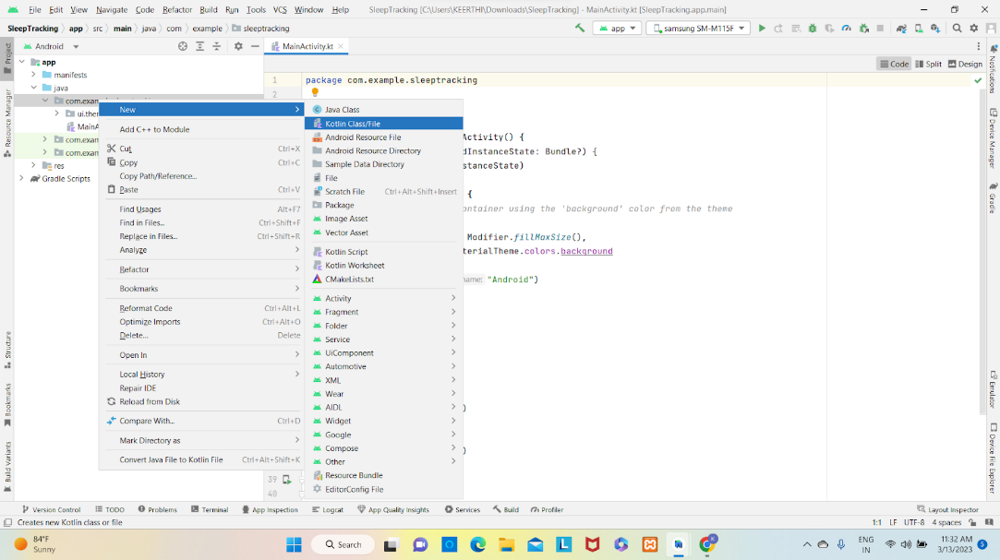 File Edit View Navigate Code Refactor Build Run Tools VCS Window Help SleepTracking [C:\Users\KEERTHI\Downloads\SleepTracking] - MainActivity.kt [SleepTracking.app.main]
SleepTracking app src main java com example sleeptracking app samsung SM-M115F
Android MainActivity.kt
Code Split Design
Project
Resource Manager
Structure
Bookmarks
Build Variants
app
manifests
java
com.exam
ui.then
MainA
com.exam
com.exam
res
Gradle Scripts
New
Add C++ to Module
Cut Ctrl+X
Copy Ctrl+C
Copy Path/Reference...
Paste Ctrl+V
Find Usages Alt+F7
Find in Files... Ctrl+Shift+F
Replace in Files... Ctrl+Shift+R
Analyze
Refactor
Bookmarks
Reformat Code Ctrl+Alt+L
Optimize Imports Ctrl+Alt+O
Delete... Delete
Open In
Local History
Repair IDE
Reload from Disk
Compare With... Ctrl+D
Mark Directory as
Convert Java File to Kotlin File Ctrl+Alt+Shift+K
Java Class
Kotlin Class/File
Android Resource File
Android Resource Directory
Sample Data Directory
File
Scratch File Ctrl+Alt+Shift+Insert
Package
Image Asset
Vector Asset
Kotlin Script
Kotlin Worksheet
CMakeLists.txt
Activity
Fragment
Folder
Service
UiComponent
Automotive
XML
Wear
AIDL
Widget
Google
Compose
Other
Resource Bundle
EditorConfig File
1 package com.example.sleeptracking
2
Activity() {
dInstanceState: Bundle?) {
stanceState)
{
ontainer using the 'background' color from the theme
Modifier.fillMaxSize(),
terialTheme.colors.background
name: "Android")
)
)
39
40
Notifications
Device Manager
Gradle
Emulator
Device File Explorer
Version Control TODO Problems Terminal App Inspection Logcat App Quality Insights Services Build Profiler Layout Inspector
Creates new Kotlin class or file 1:1 LF UTF-8 4 spaces
84°F
Sunny
Search
ENG
IN
11:32 AM
3/13/2023
5